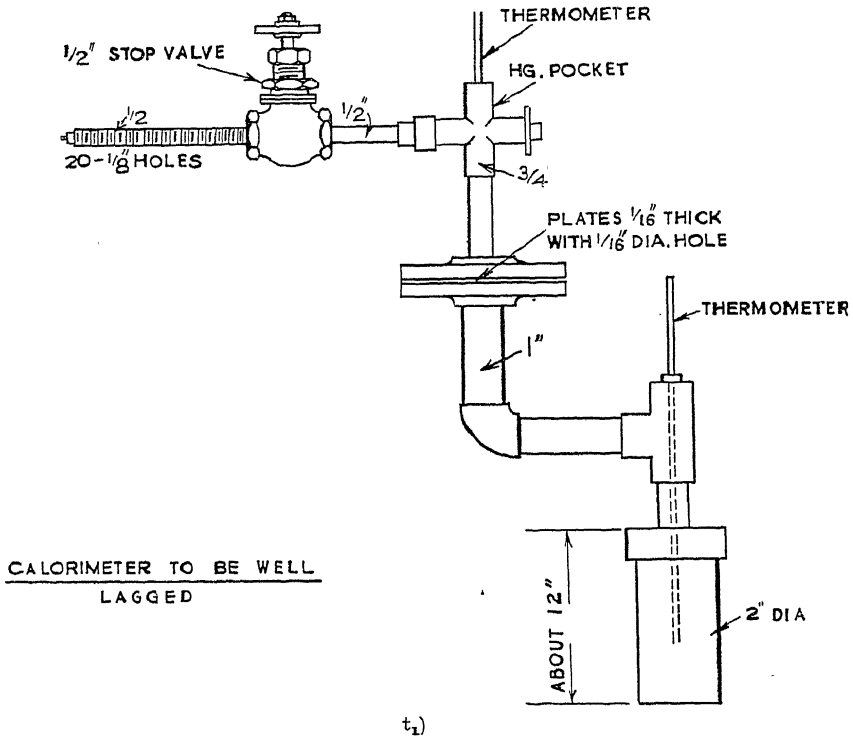 THERMOMETER
1/2" STOP VALVE
HG. POCKET
1/2
1/2"
20-1/8" HOLES
3/4
PLATES 1/16" THICK
WITH 1/16" DIA. HOLE
THERMOMETER
1"
CALORIMETER TO BE WELL
LAGGED
ABOUT 12"
2" DIA
t₁)